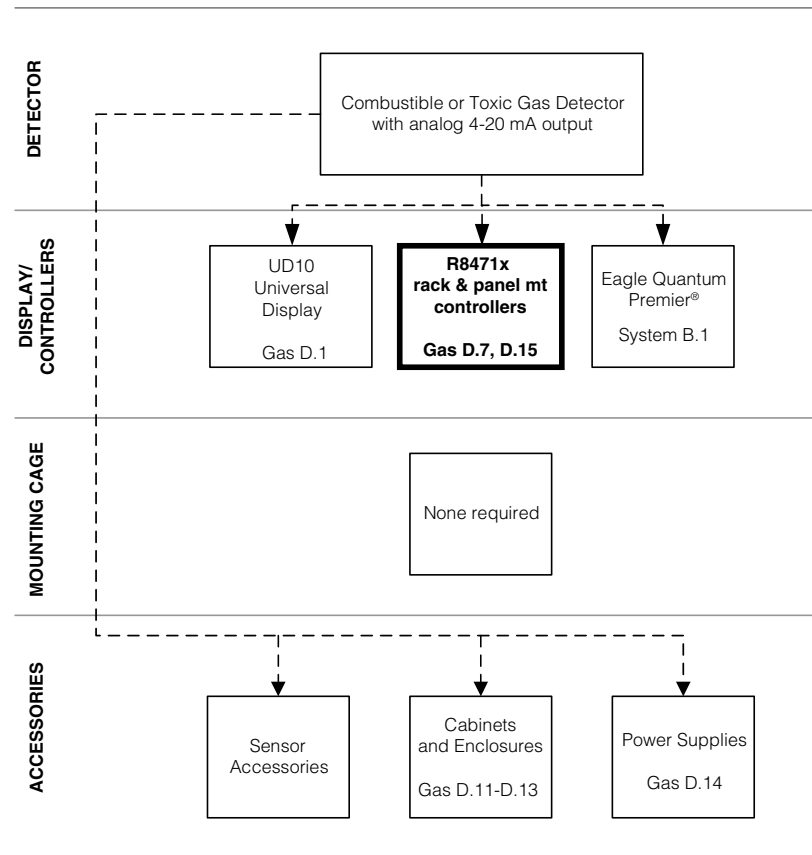 DETECTOR
Combustible or Toxic Gas Detector
with analog 4-20 mA output
DISPLAY/
CONTROLLERS
UD10
Universal
Display
Gas D.1
R8471x
rack & panel mt
controllers
Gas D.7, D.15
Eagle Quantum
Premier®
System B.1
MOUNTING CAGE
None required
ACCESSORIES
Sensor
Accessories
Cabinets
and Enclosures
Gas D.11-D.13
Power Supplies
Gas D.14